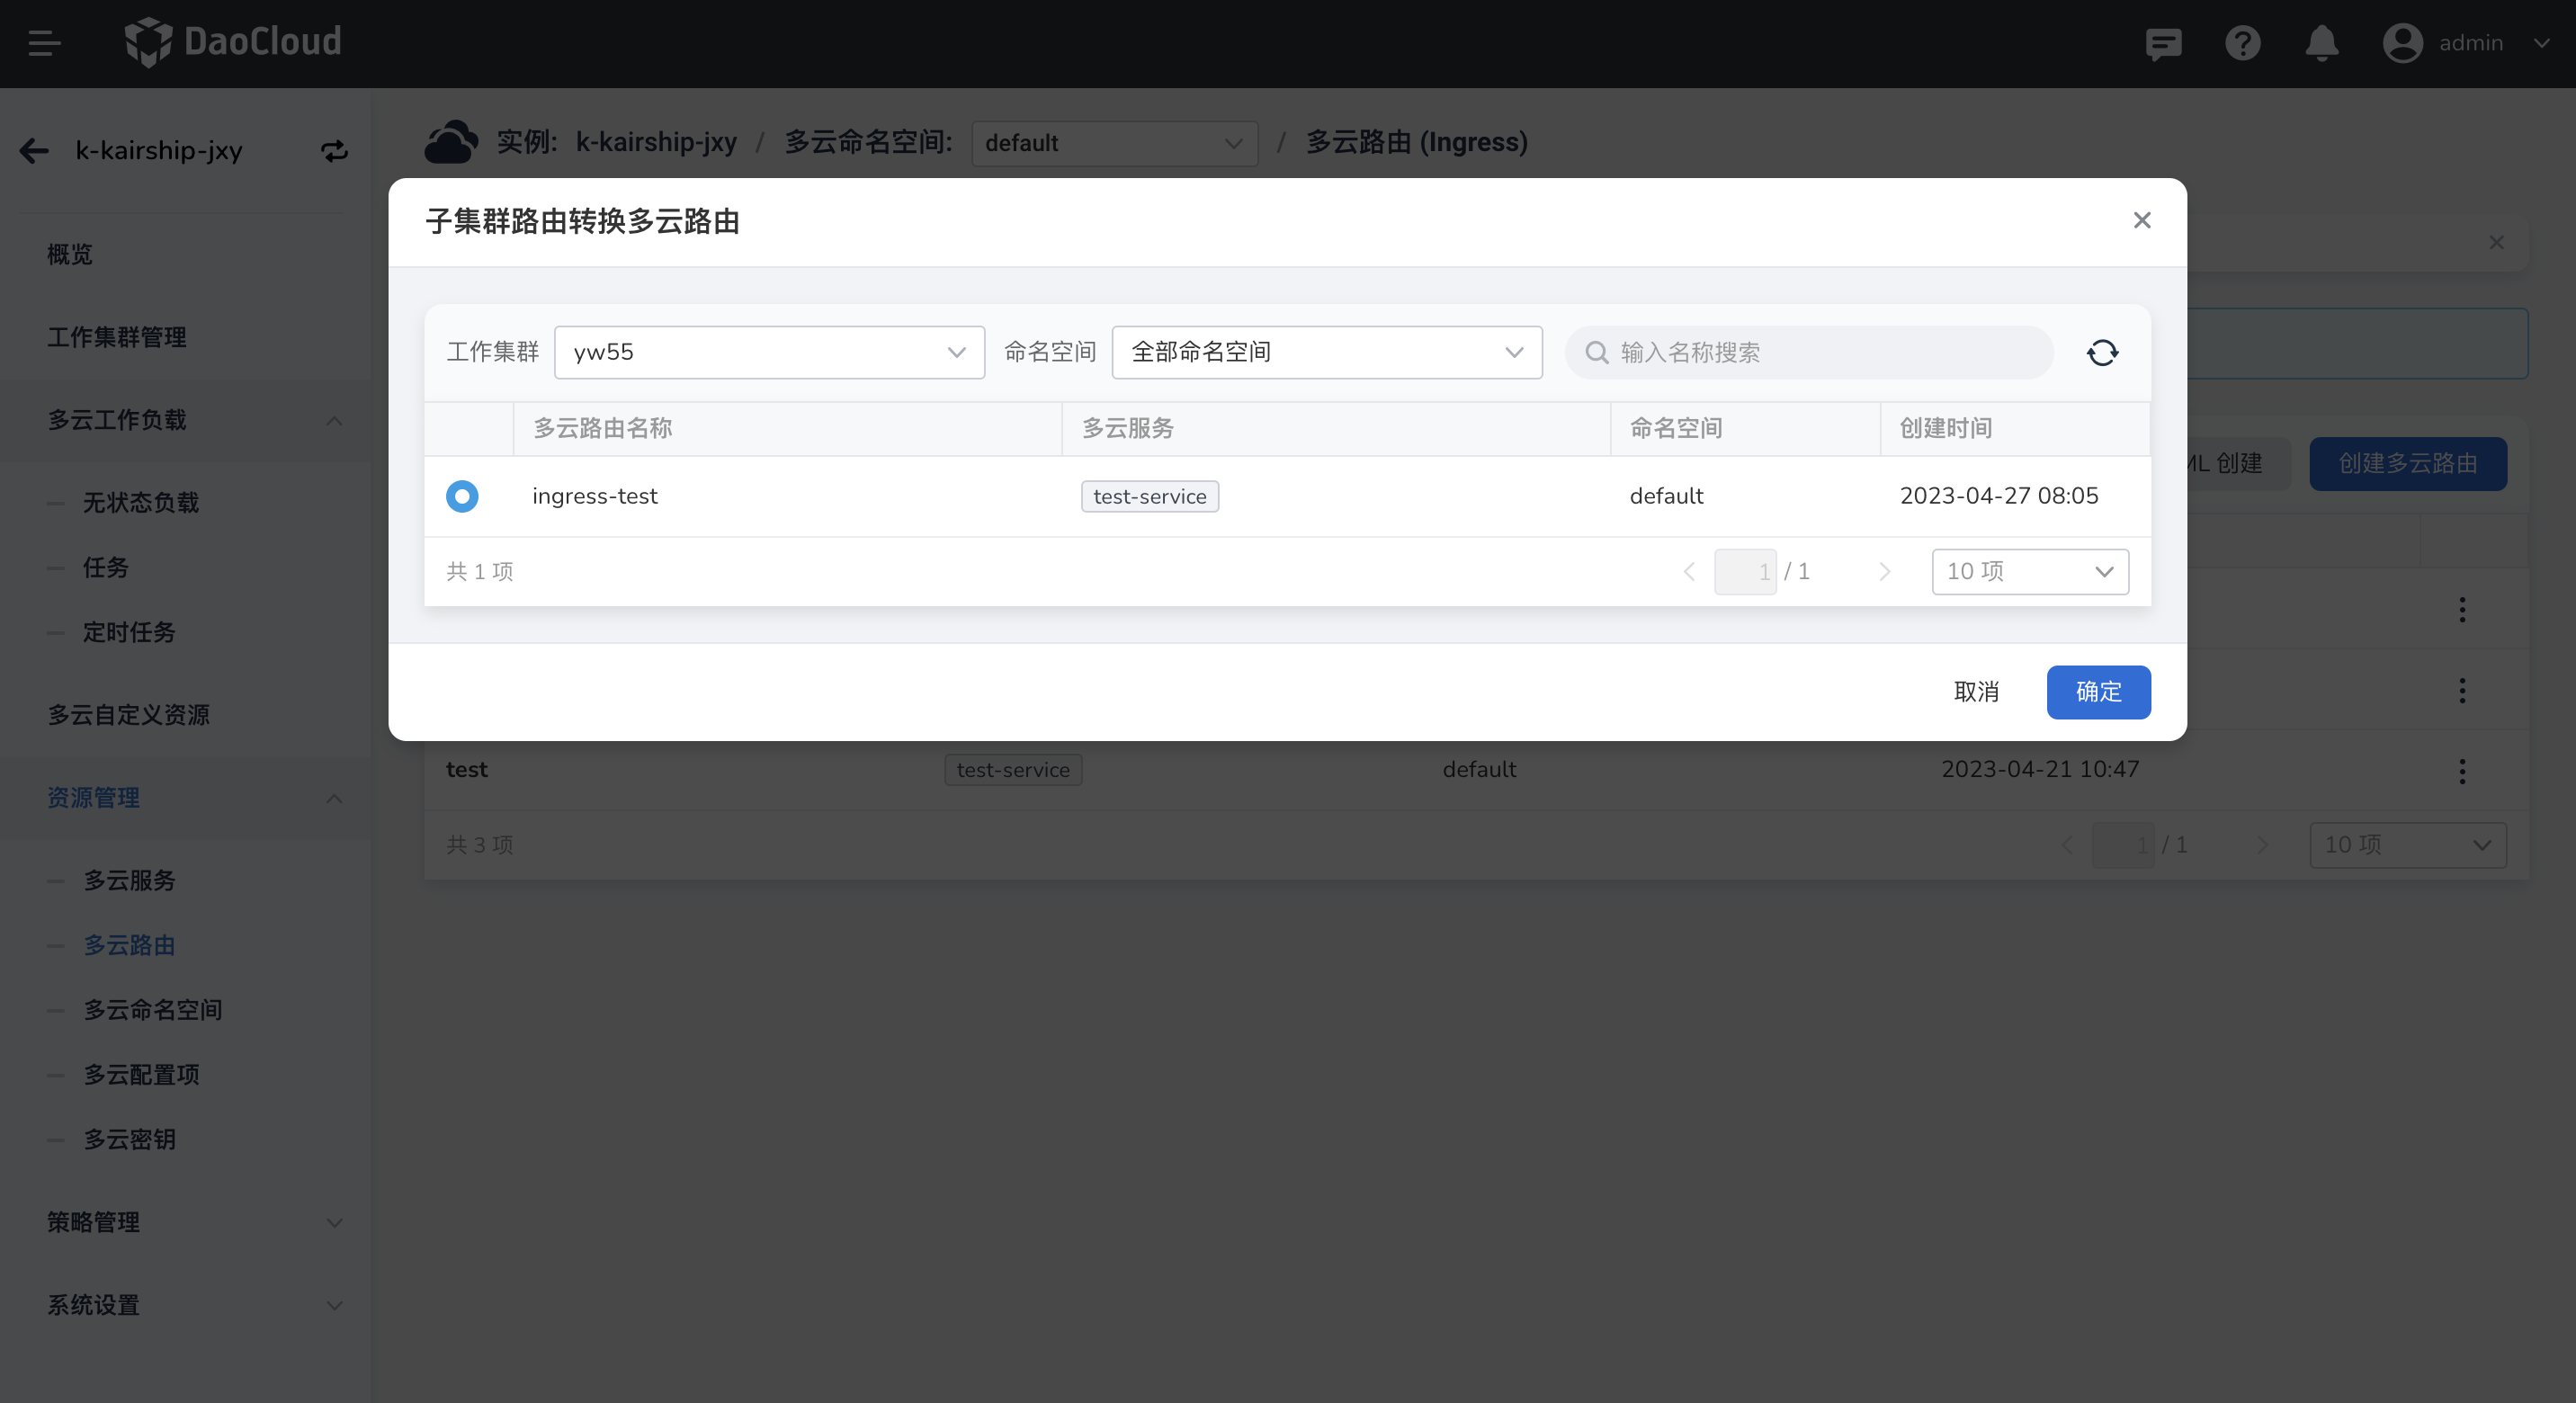 DaoCloud
admin
k-kairship-jxy
实例: k-kairship-jxy / 多云命名空间: default / 多云路由 (Ingress)
概览
工作集群管理
多云工作负载
无状态负载
任务
定时任务
多云自定义资源
资源管理
多云服务
多云路由
多云命名空间
多云配置项
多云密钥
策略管理
系统设置
子集群路由转换多云路由
工作集群 yw55 命名空间 全部命名空间 输入名称搜索
多云路由名称 多云服务 命名空间 创建时间
ingress-test test-service default 2023-04-27 08:05
共 1 项 1 / 1 10 项
取消 确定
创建 创建多云路由
test test-service default 2023-04-21 10:47
共 3 项 1 / 1 10 项